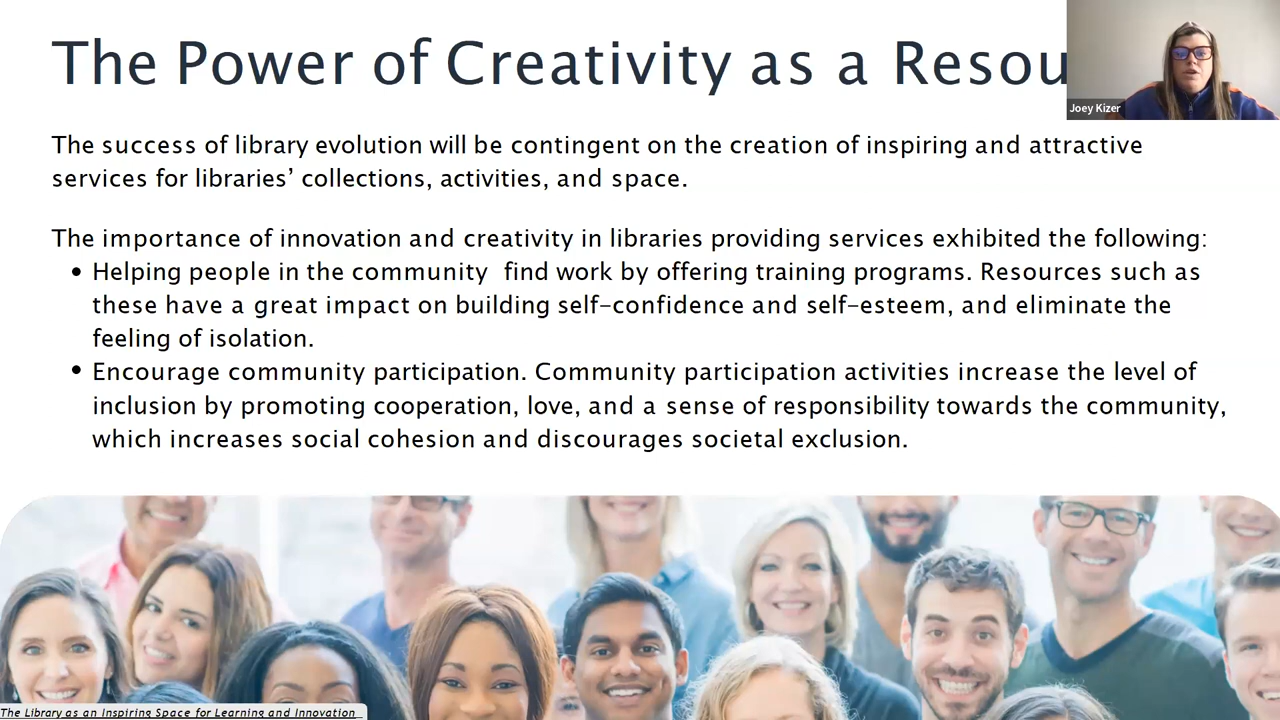 The Power of Creativity as a Resou
Joey Kizer
The success of library evolution will be contingent on the creation of inspiring and attractive
services for libraries’ collections, activities, and space.
The importance of innovation and creativity in libraries providing services exhibited the following:
• Helping people in the community  find work by offering training programs. Resources such as
these have a great impact on building self-confidence and self-esteem, and eliminate the
feeling of isolation.
• Encourage community participation. Community participation activities increase the level of
inclusion by promoting cooperation, love, and a sense of responsibility towards the community,
which increases social cohesion and discourages societal exclusion.
The Library as an Inspiring Space for Learning and Innovation